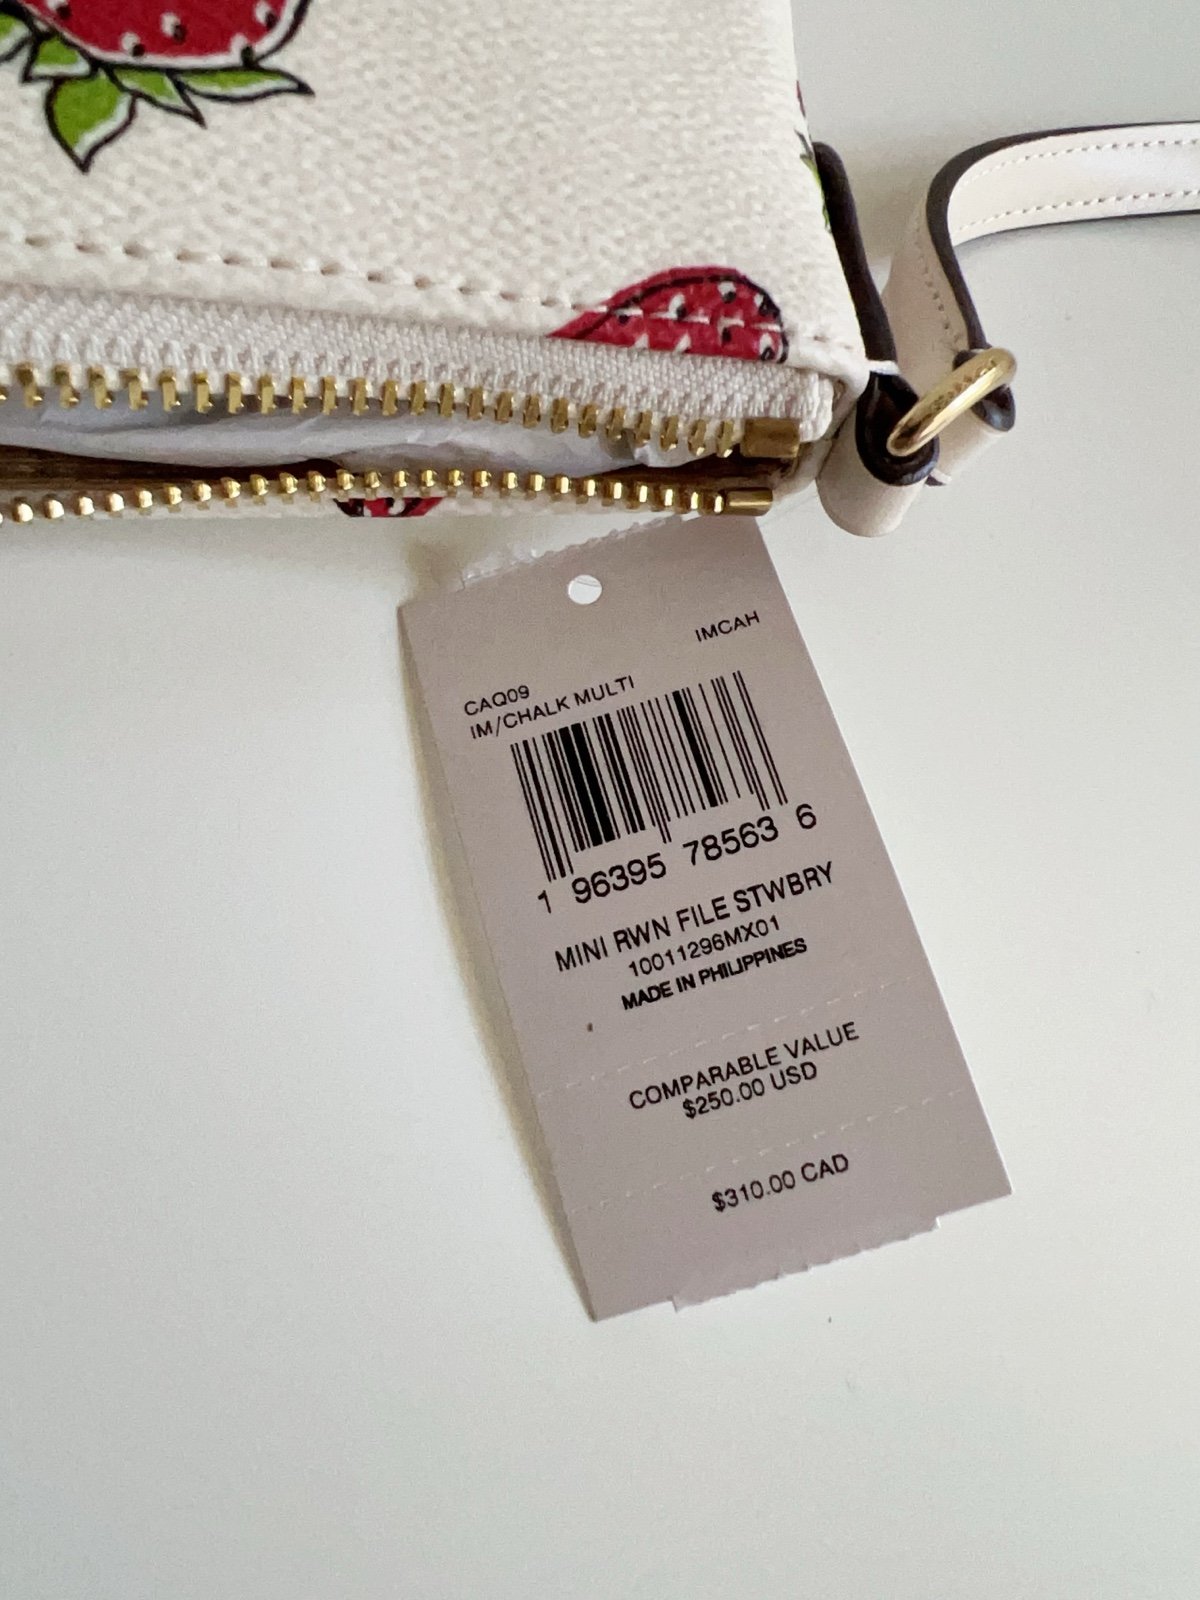 IMCAH
CAQ09
IM/CHALK MULTI
1 96395 78563 6
MINI RWN FILE STWBRY
10011296MX01
MADE IN PHILIPPINES
COMPARABLE VALUE
$250.00 USD
$310.00 CAD